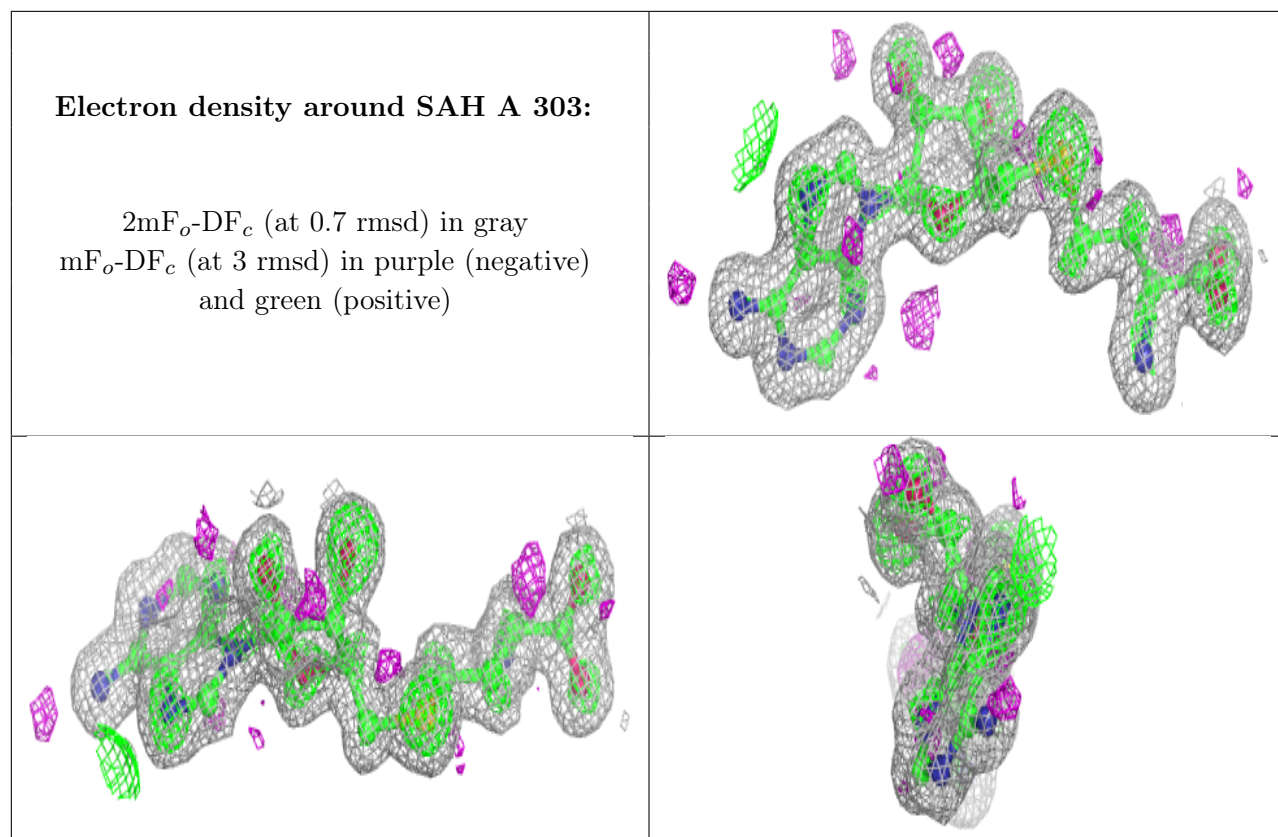 Electron density around SAH A 303:
2mFₒ-DF𝒸 (at 0.7 rmsd) in gray
mFₒ-DF𝒸 (at 3 rmsd) in purple (negative)
and green (positive)